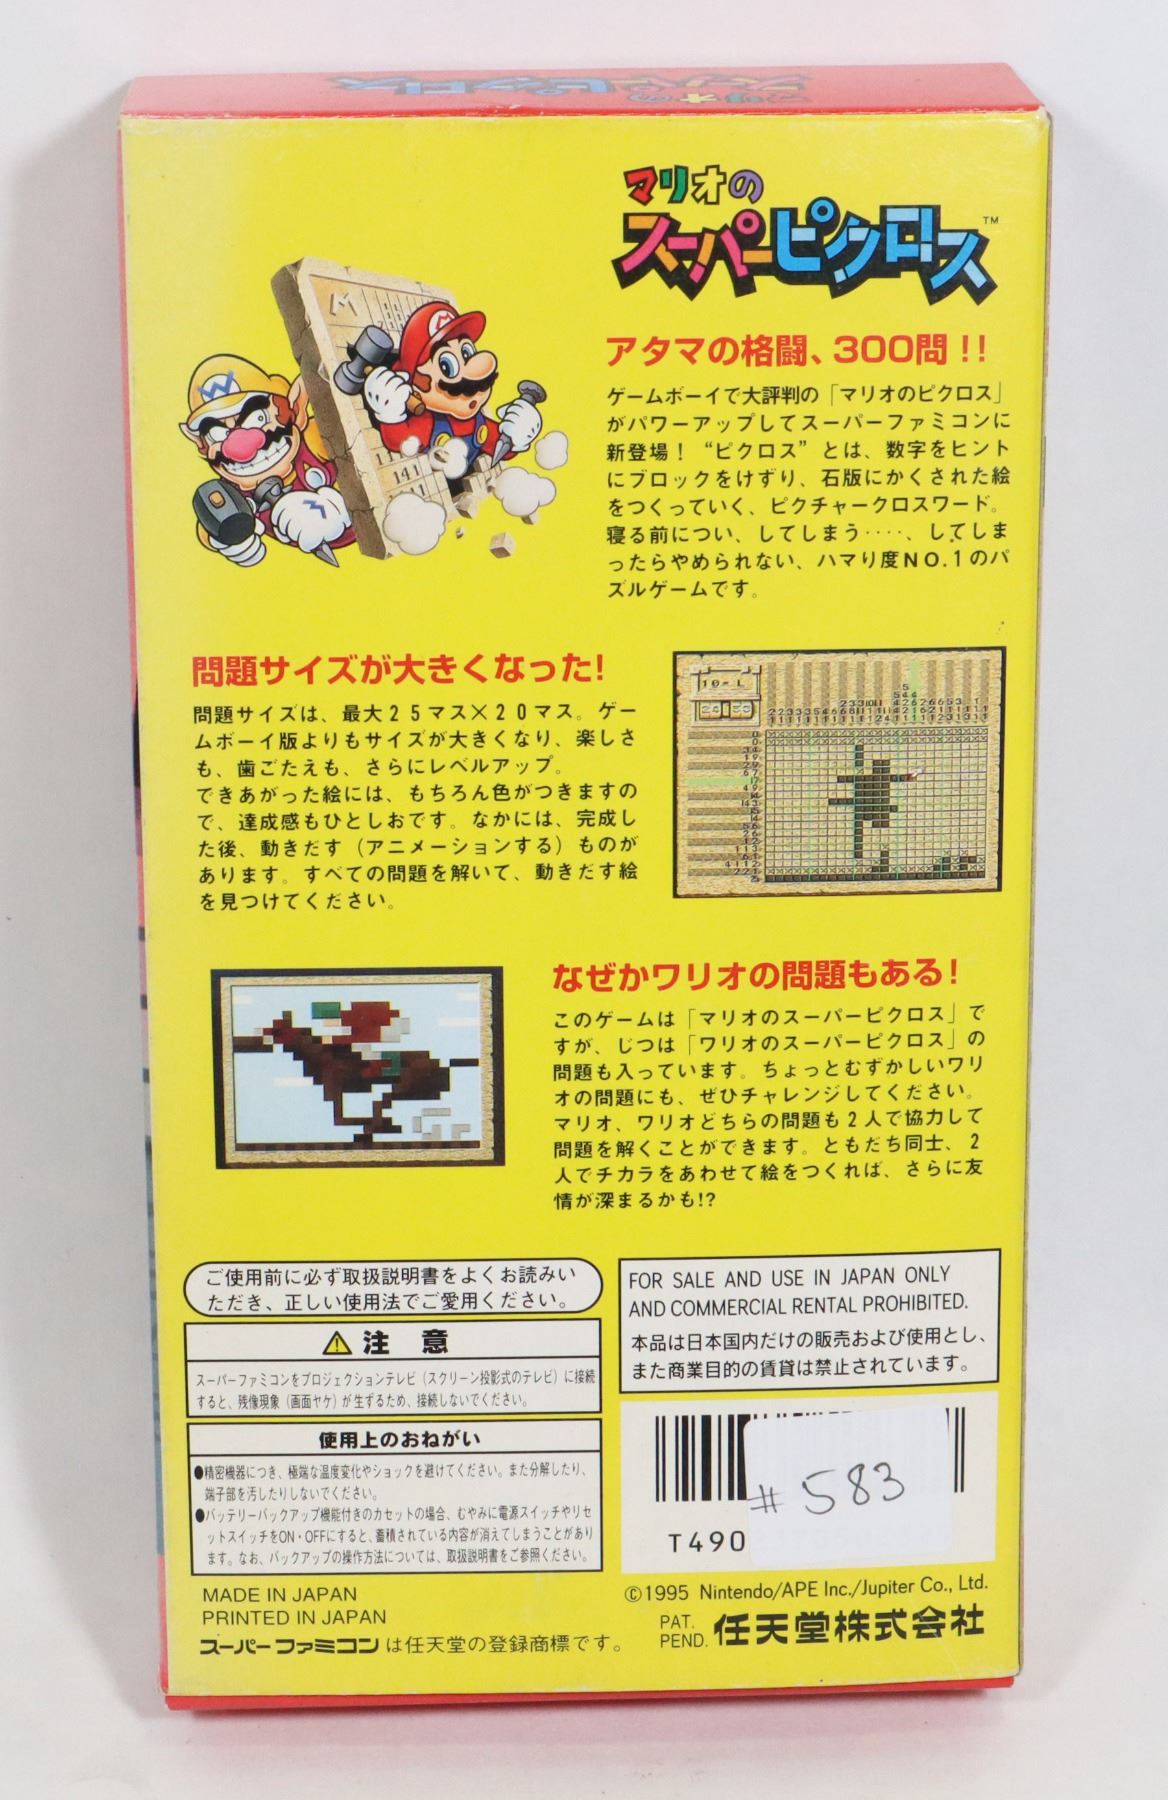 マリオの
スーパーピクロス
マリオの
スーパーピクロス™
アタマの格闘、300問!!
ゲームボーイで大評判の「マリオのピクロス」
がパワーアップしてスーパーファミコンに
新登場! “ピクロス” とは、数字をヒント
にブロックをけずり、石版にかくされた絵
をつくっていく、ピクチャークロスワード。
寝る前につい、してしまう‥‥、してしま
ったらやめられない、ハマり度NO.1のパ
ズルゲームです。
問題サイズが大きくなった!
問題サイズは、最大25マス×20マス。ゲー
ムボーイ版よりもサイズが大きくなり、楽しさ
も、歯ごたえも、さらにレベルアップ。
できあがった絵には、もちろん色がつきますの
で、達成感もひとしおです。なかには、完成し
た後、動きだす(アニメーションする)ものが
あります。すべての問題を解いて、動きだす絵
を見つけてください。
なぜかワリオの問題もある!
このゲームは「マリオのスーパーピクロス」で
すが、じつは「ワリオのスーパーピクロス」の
問題も入っています。ちょっとむずかしいワリ
オの問題にも、ぜひチャレンジしてください。
マリオ、ワリオどちらの問題も2人で協力して
問題を解くことができます。ともだち同士、2
人でチカラをあわせて絵をつくれば、さらに友
情が深まるかも!?
ご使用前に必ず取扱説明書をよくお読みい
ただき、正しい使用法でご愛用ください。
注 意
スーパーファミコンをプロジェクションテレビ(スクリーン投影式のテレビ)に接続
すると、残像現象(画面ヤケ)が生ずるため、接続しないでください。
使用上のおねがい
●精密機器につき、極端な温度変化やショックを避けてください。また分解したり、
端子部を汚したりしないでください。
●バッテリーバックアップ機能付きのカセットの場合、むやみに電源スイッチやリセ
ットスイッチをON・OFFにすると、蓄積されている内容が消えてしまうことがあり
ます。なお、バックアップの操作方法については、取扱説明書をご参照ください。
MADE IN JAPAN
PRINTED IN JAPAN
スーパーファミコンは任天堂の登録商標です。
FOR SALE AND USE IN JAPAN ONLY
AND COMMERCIAL RENTAL PROHIBITED.
本品は日本国内だけの販売および使用とし、
また商業目的の賃貸は禁止されています。
# 583
T490
©1995 Nintendo/APE Inc./Jupiter Co., Ltd.
PAT.
PEND. 任天堂株式会社